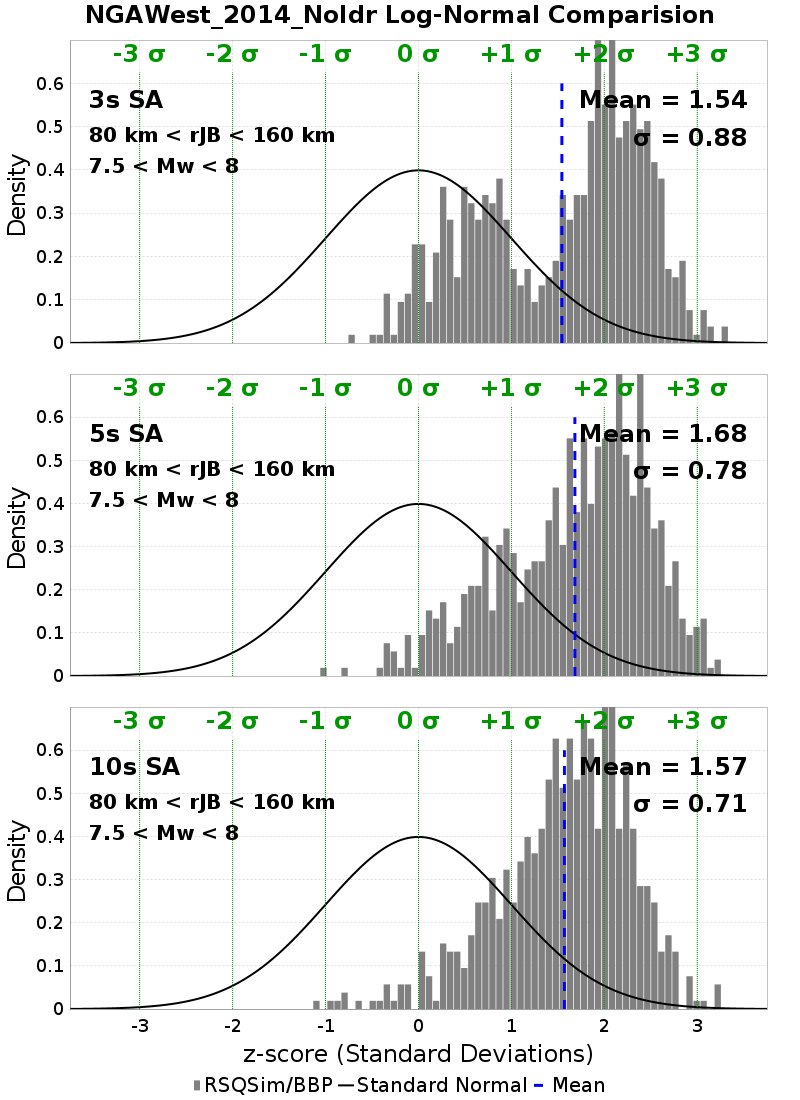 NGAWest_2014_NoIdr Log-Normal Comparision
-3 σ -2 σ -1 σ 0 σ +1 σ +2 σ +3 σ
3s SA
Mean = 1.54
80 km < rJB < 160 km
σ = 0.88
7.5 < Mw < 8
0.6
0.5
0.4
0.3
0.2
0.1
0
Density
-3 σ -2 σ -1 σ 0 σ +1 σ +2 σ +3 σ
5s SA
Mean = 1.68
80 km < rJB < 160 km
σ = 0.78
7.5 < Mw < 8
0.6
0.5
0.4
0.3
0.2
0.1
0
Density
-3 σ -2 σ -1 σ 0 σ +1 σ +2 σ +3 σ
10s SA
Mean = 1.57
80 km < rJB < 160 km
σ = 0.71
7.5 < Mw < 8
0.6
0.5
0.4
0.3
0.2
0.1
0
Density
-3 -2 -1 0 1 2 3
z-score (Standard Deviations)
RSQSim/BBP Standard Normal Mean